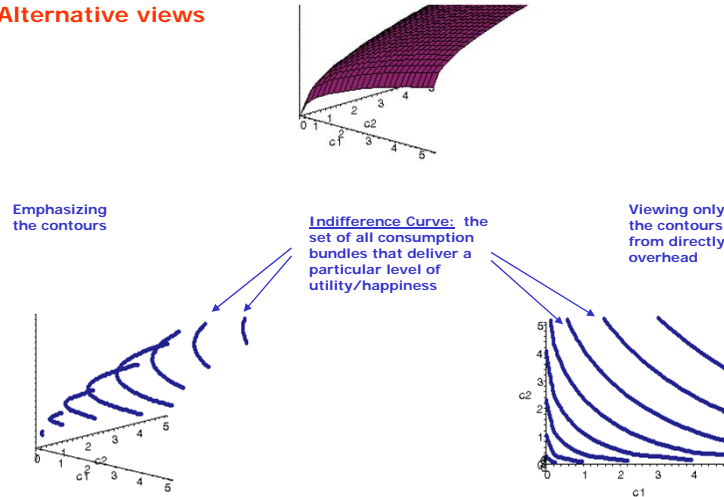 Alternative views
0 1 1 2 2 3 3 4 4 5 5
c2
c1
Emphasizing
the contours
Indifference Curve: the
set of all consumption
bundles that deliver a
particular level of
utility/happiness
Viewing only
the contours
from directly
overhead
0 1 2 2 3 3 4 4 5 5
c2
c1
5
4
3
c2
2
1
0 1 2 3 4
c1